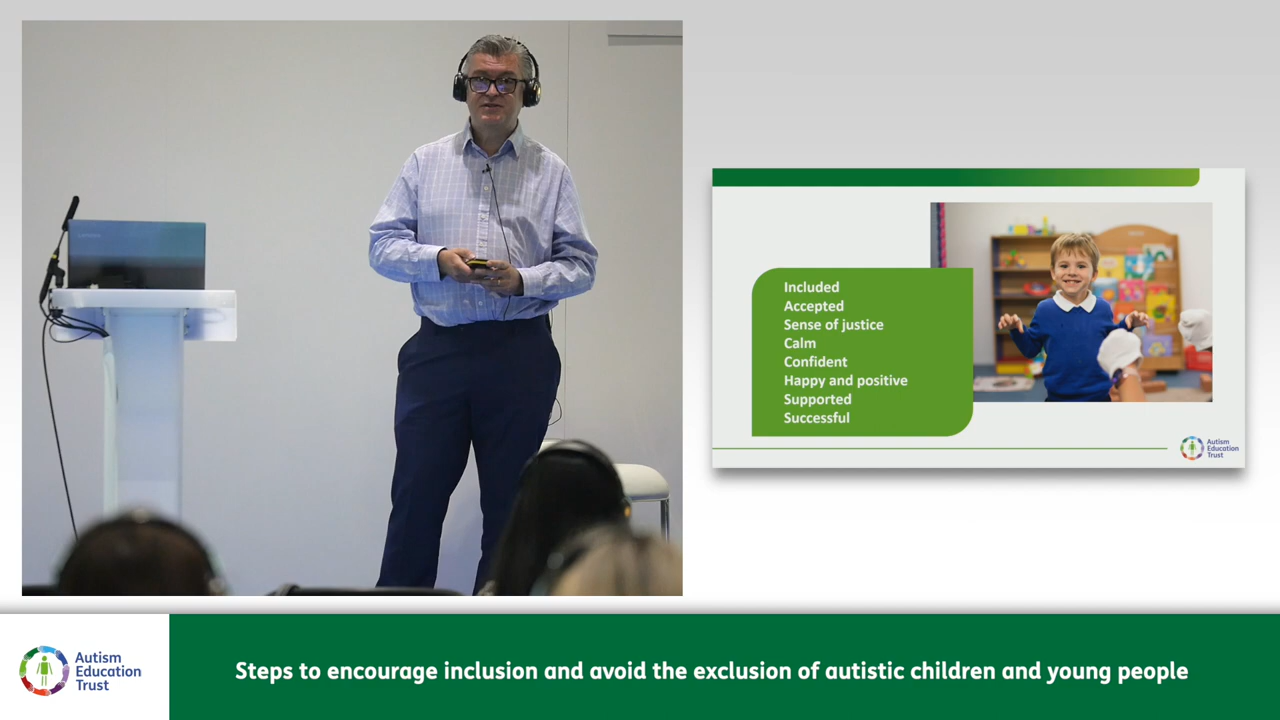 Included
Accepted
Sense of justice
Calm
Confident
Happy and positive
Supported
Successful
Autism
Education
Trust
Autism
Education
Trust
Steps to encourage inclusion and avoid the exclusion of autistic children and young people